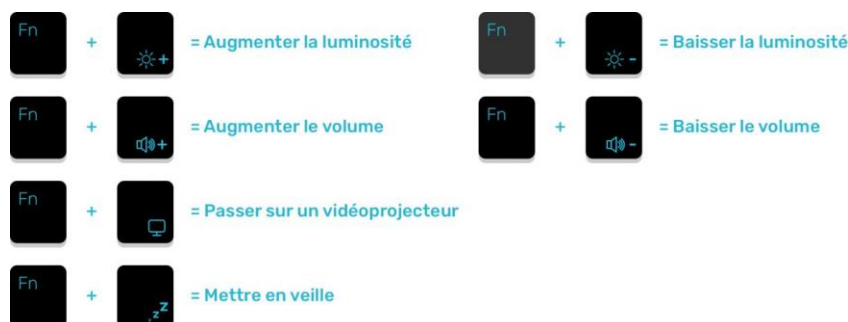 Fn + + = Augmenter la luminosité
Fn + - = Baisser la luminosité
Fn + + = Augmenter le volume
Fn + - = Baisser le volume
Fn + = Passer sur un vidéoprojecteur
Fn + zzZ = Mettre en veille